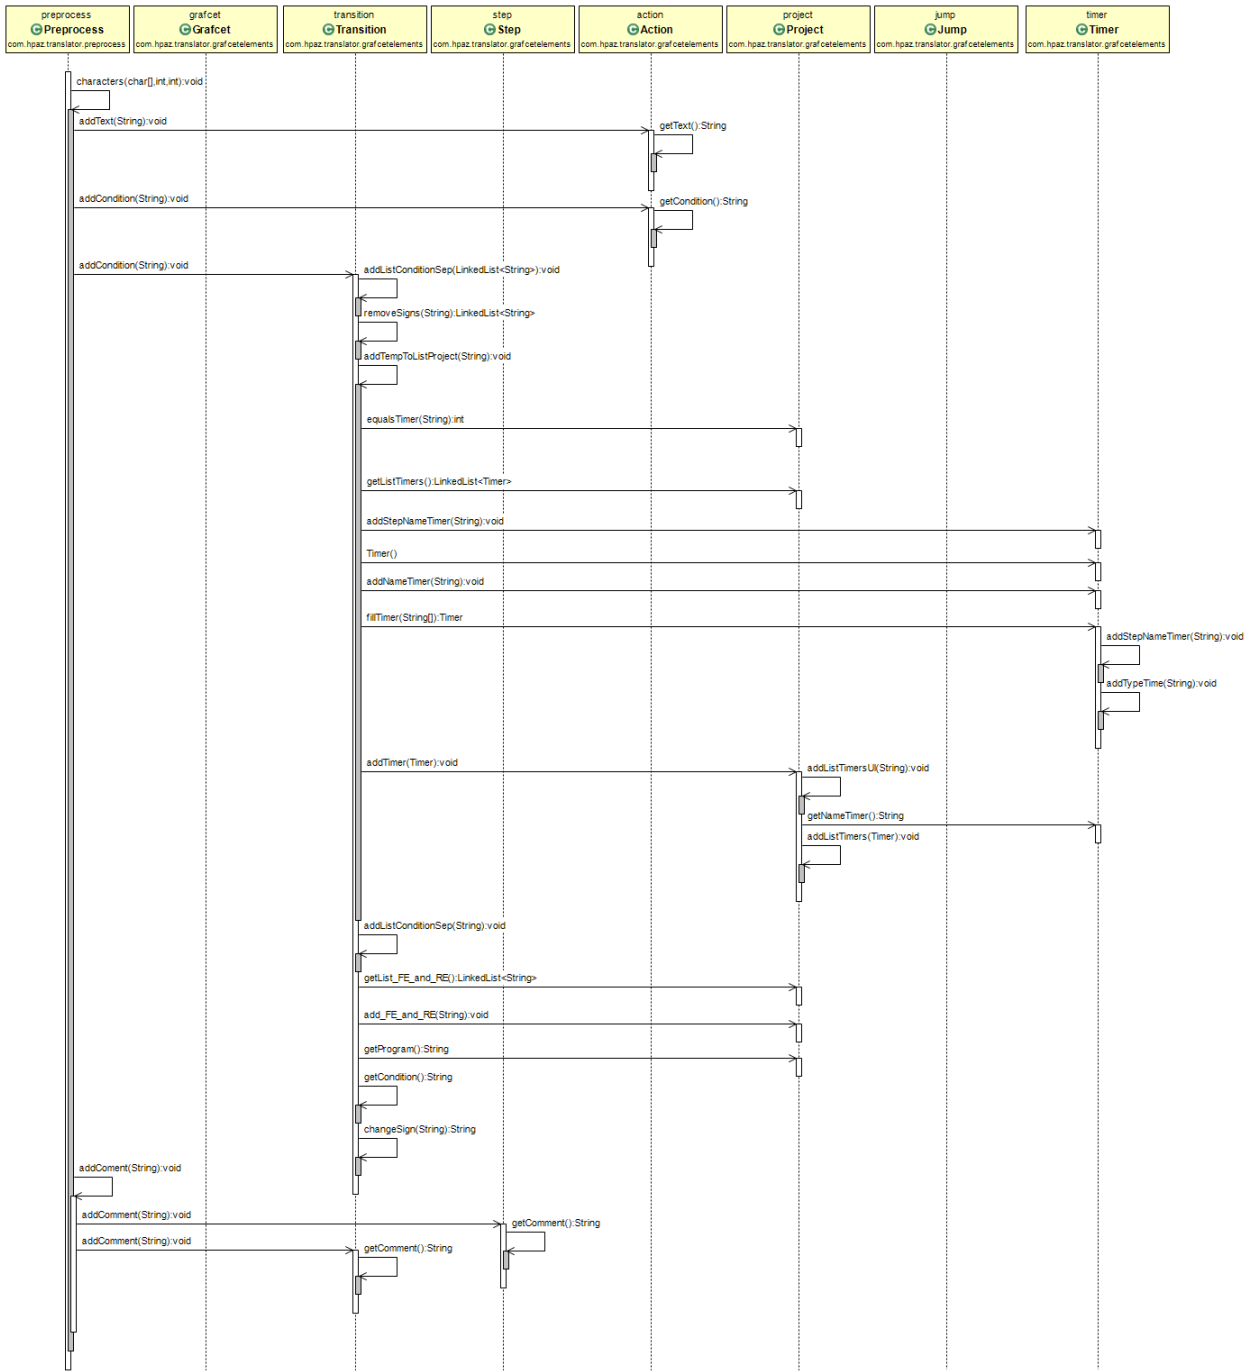 preprocess
Preprocess
com.hpaz.translator.preprocess
grafcet
Grafcet
com.hpaz.translator.grafcetelements
transition
Transition
com.hpaz.translator.grafcetelements
step
Step
com.hpaz.translator.grafcetelements
action
Action
com.hpaz.translator.grafcetelements
project
Project
com.hpaz.translator.grafcetelements
jump
Jump
com.hpaz.translator.grafcetelements
timer
Timer
com.hpaz.translator.grafcetelements
characters(char[],int,int):void
addText(String):void
getText():String
addCondition(String):void
getCondition():String
addCondition(String):void
addListConditionSep(LinkedList<String>):void
removeSigns(String):LinkedList<String>
addTempToListProject(String):void
equalsTimer(String):int
getListTimers():LinkedList<Timer>
addStepNameTimer(String):void
Timer()
addNameTimer(String):void
fillTimer(String[]):Timer
addStepNameTimer(String):void
addTypeTime(String):void
addTimer(Timer):void
addListTimersUI(String):void
getNameTimer():String
addListTimers(Timer):void
addListConditionSep(String):void
getList_FE_and_RE():LinkedList<String>
add_FE_and_RE(String):void
getProgram():String
getCondition():String
changeSign(String):String
addComent(String):void
addComment(String):void
getComment():String
addComment(String):void
getComment():String